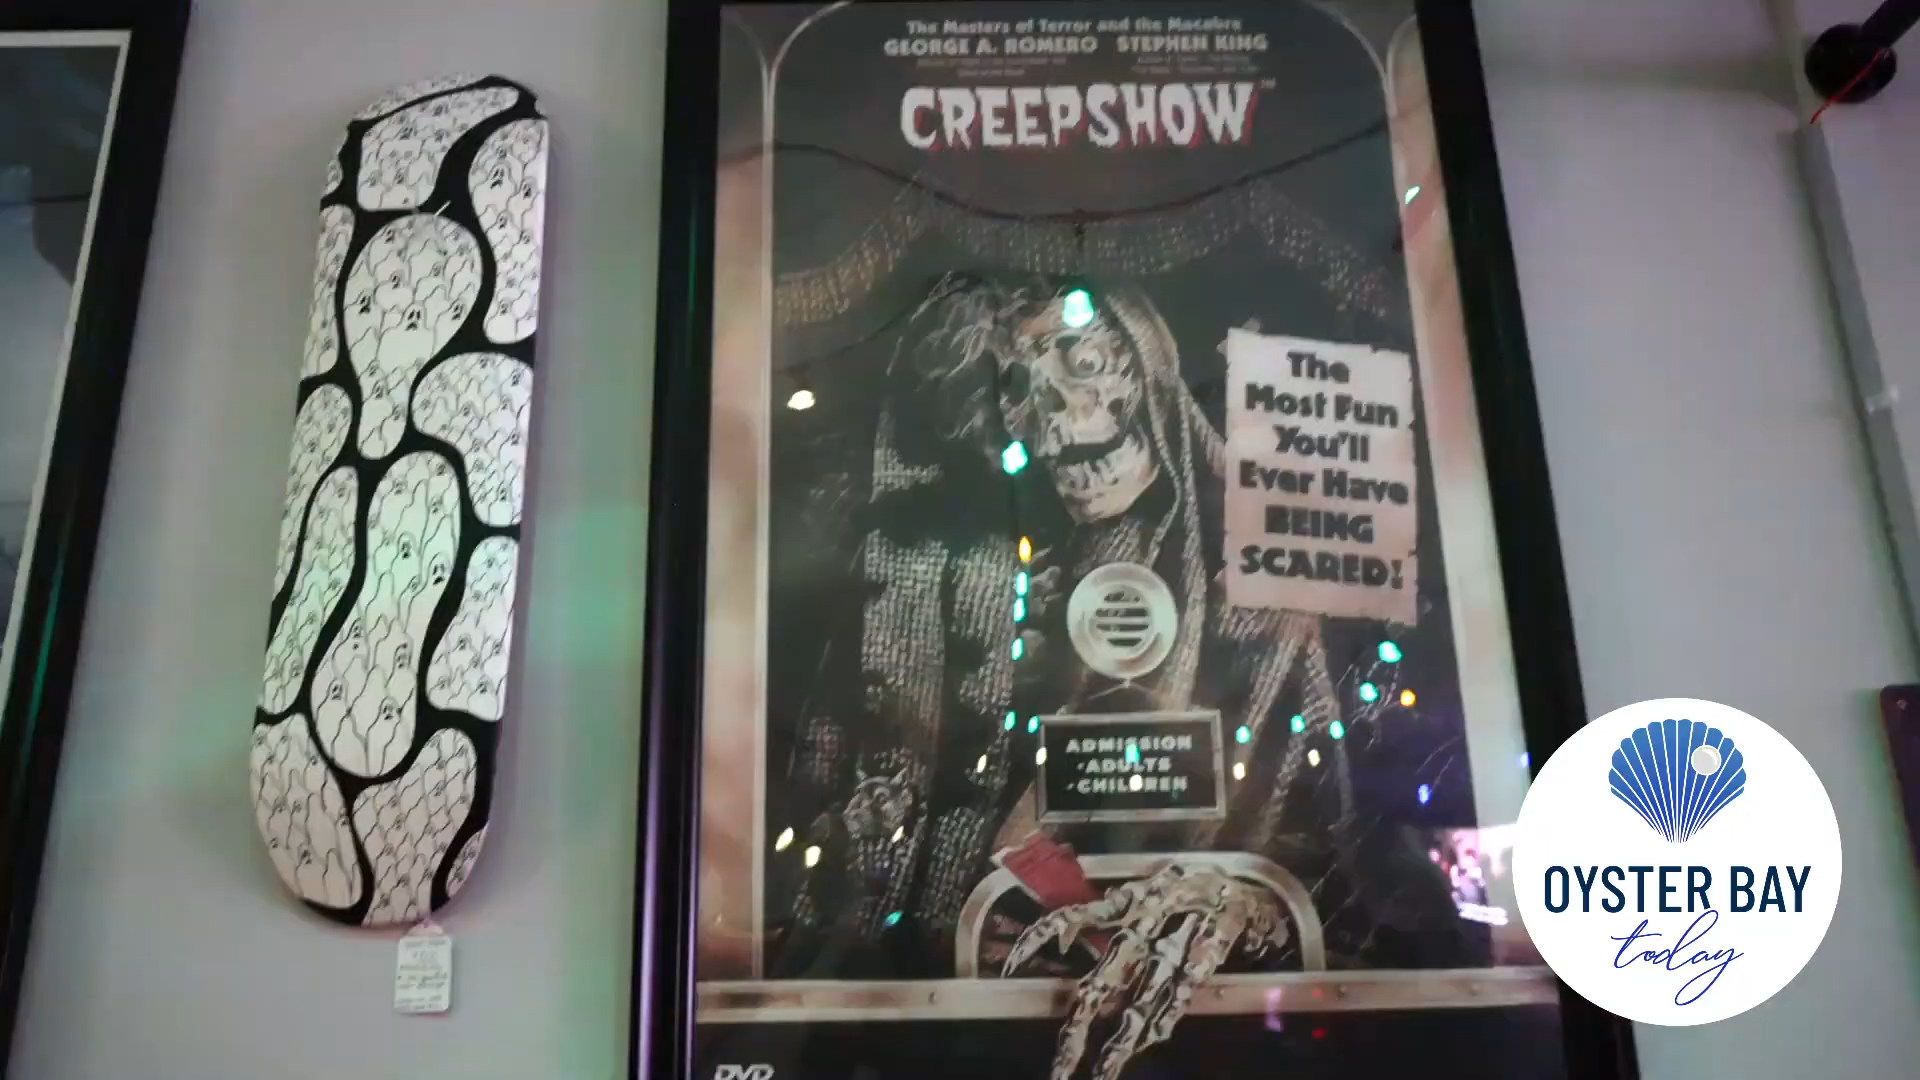 The Masters of Terror and the Macabre
GEORGE A. ROMERO STEPHEN KING
CREEPSHOW™
The
Most Fun
You'll
Ever Have
BEING
SCARED!
ADMISSION
·ADULTS
·CHILDREN
DVD
OYSTER BAY
today